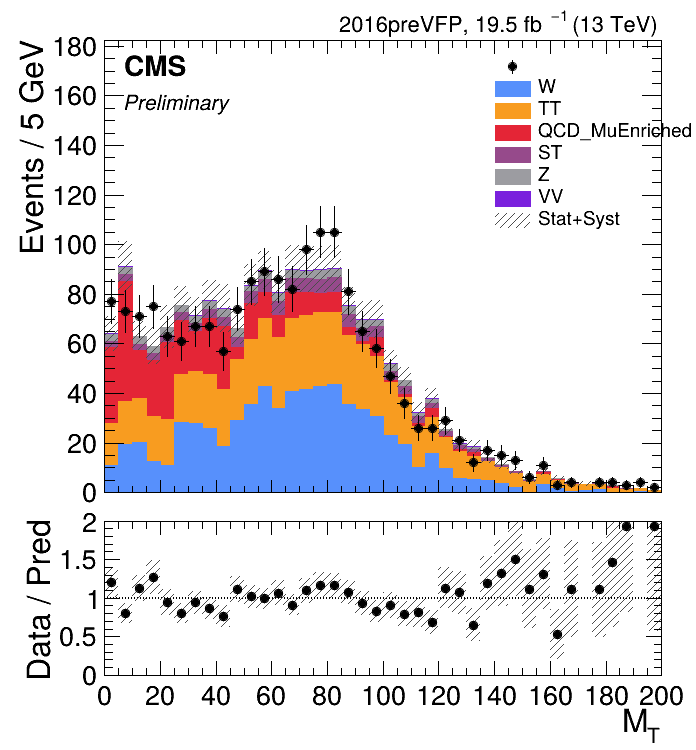 2016preVFP, 19.5 fb⁻¹ (13 TeV)
CMS
Preliminary
W
TT
QCD_MuEnriched
ST
Z
VV
Stat+Syst
Events / 5 GeV
180
160
140
120
100
80
60
40
20
0
Data / Pred
2
1.5
1
0.5
0
0 20 40 60 80 100 120 140 160 180 200
M_T